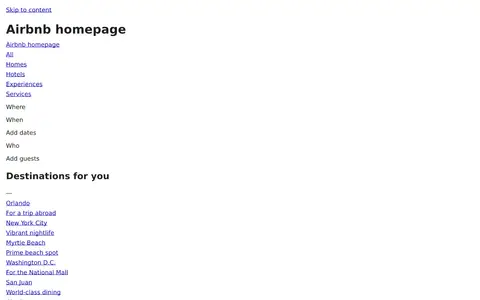 Skip to content
Airbnb homepage
Airbnb homepage
All
Homes
Hotels
Experiences
Services
Where
When
Add dates
Who
Add guests
Destinations for you
—
Orlando
For a trip abroad
New York City
Vibrant nightlife
Myrtle Beach
Prime beach spot
Washington D.C.
For the National Mall
San Juan
World-class dining